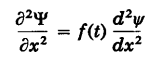 ∂²Ψ/∂x² = f(t) d²ψ/dx²